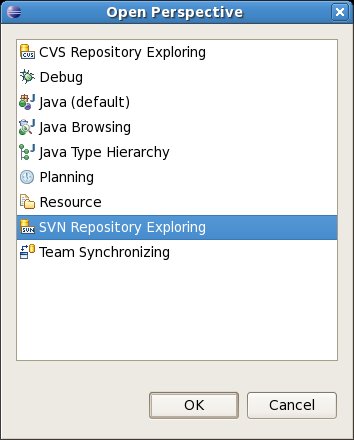 Open Perspective
CVS Repository Exploring
Debug
Java (default)
Java Browsing
Java Type Hierarchy
Planning
Resource
SVN Repository Exploring
Team Synchronizing
OK
Cancel